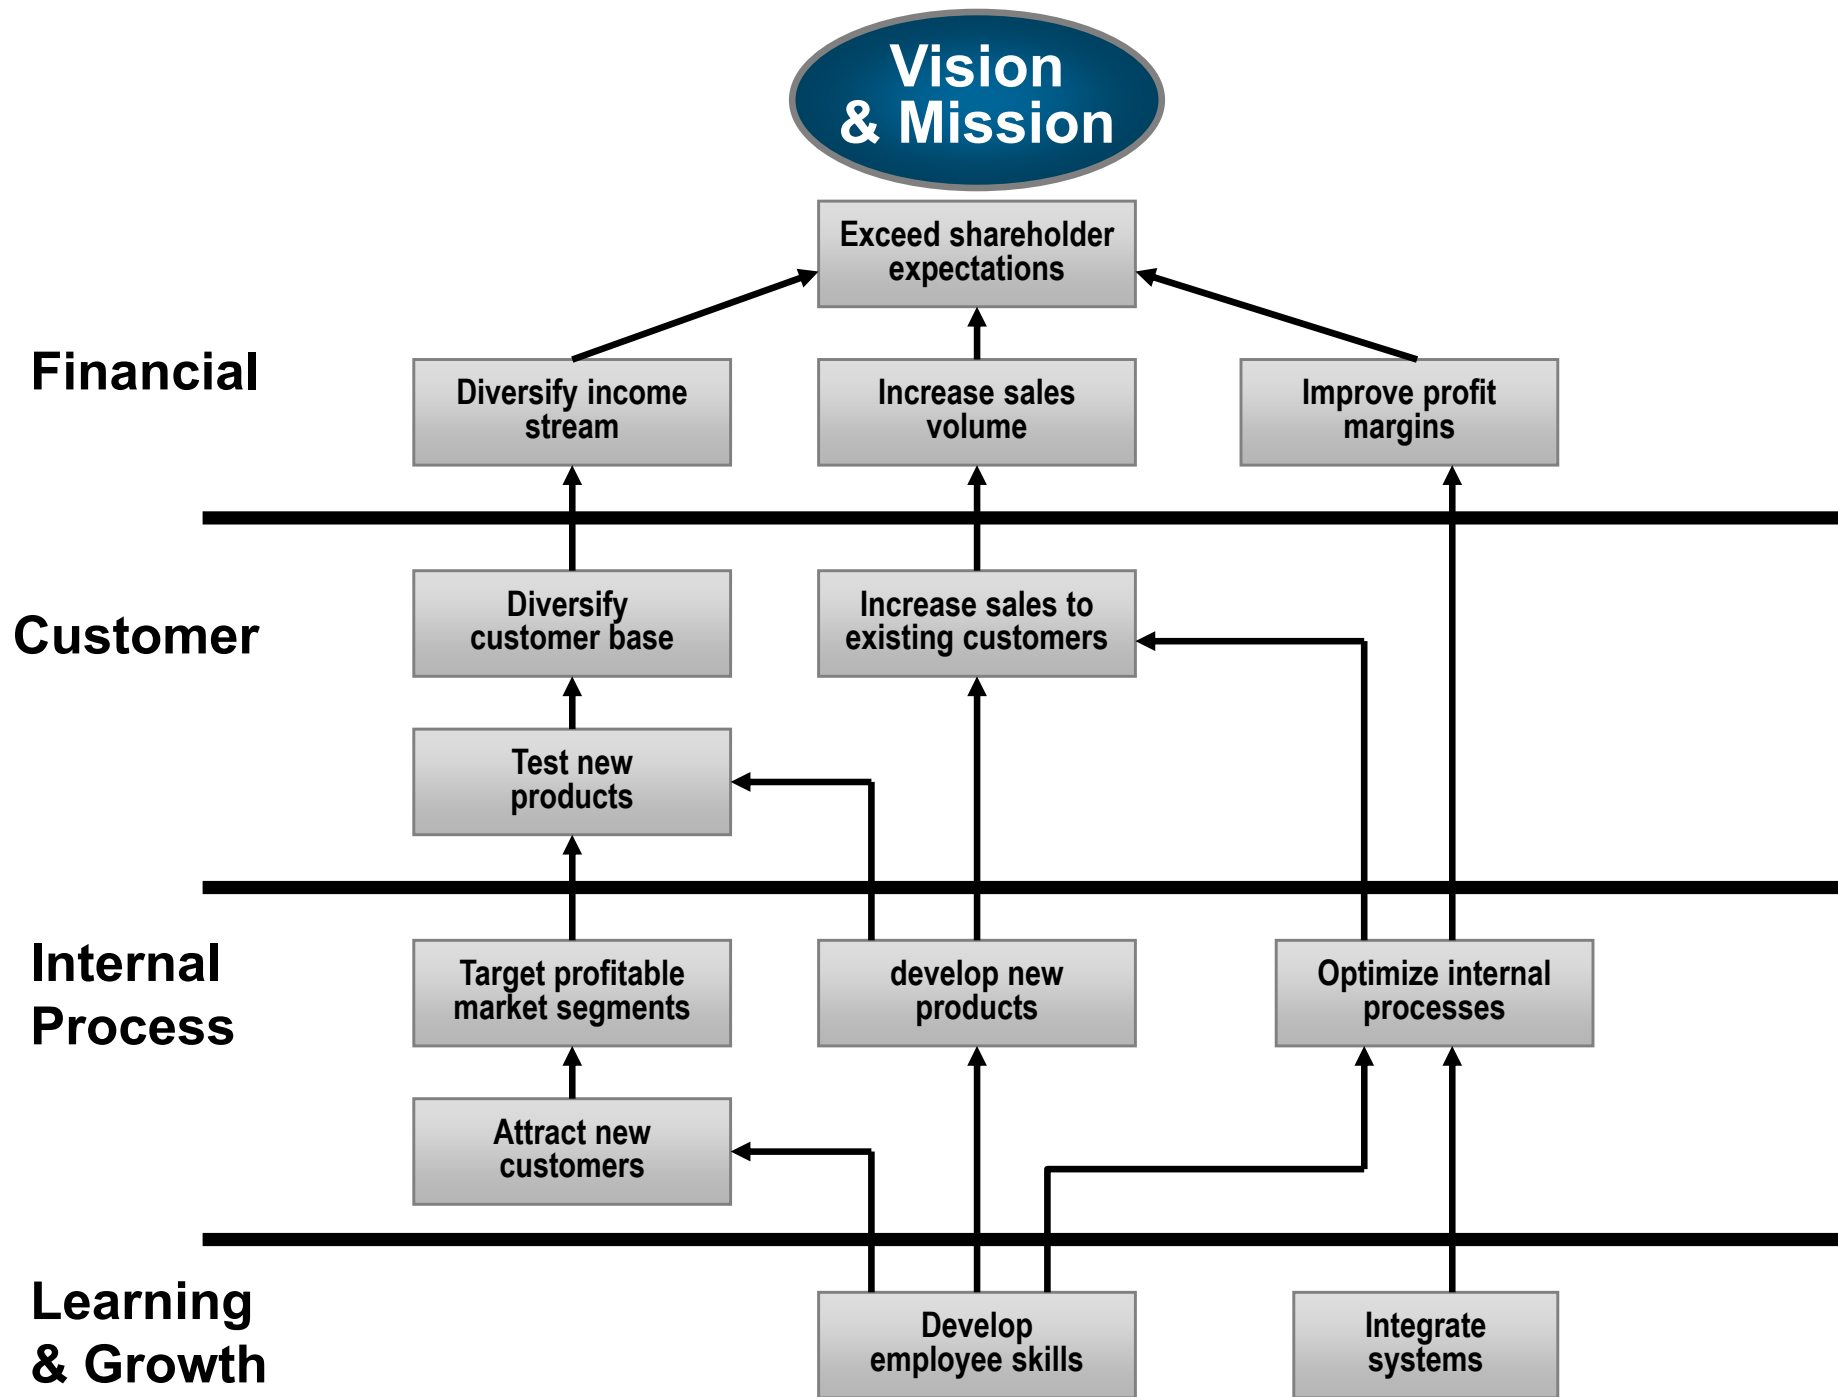 Vision
& Mission
Exceed shareholder
expectations
Financial
Diversify income
stream
Increase sales
volume
Improve profit
margins
Customer
Diversify
customer base
Increase sales to
existing customers
Test new
products
Internal
Process
Target profitable
market segments
develop new
products
Optimize internal
processes
Attract new
customers
Learning
& Growth
Develop
employee skills
Integrate
systems